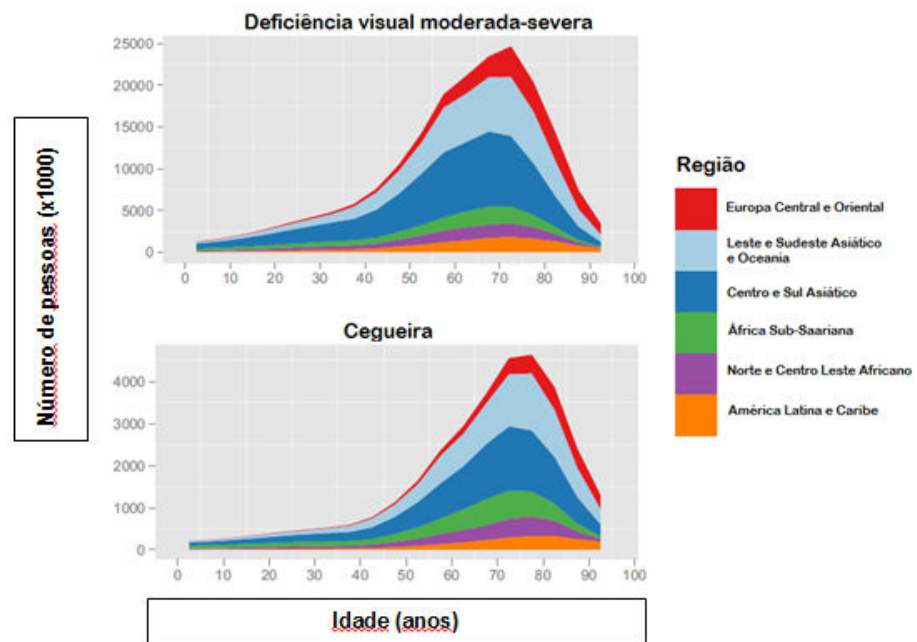 Deficiência visual moderada-severa
25000
20000
15000
10000
5000
0
0 10 20 30 40 50 60 70 80 90 100
Número de pessoas (x1000)
Cegueira
4000
3000
2000
1000
0
0 10 20 30 40 50 60 70 80 90 100
Idade (anos)
Região
Europa Central e Oriental
Leste e Sudeste Asiático
e Oceania
Centro e Sul Asiático
África Sub-Saariana
Norte e Centro Leste Africano
América Latina e Caribe